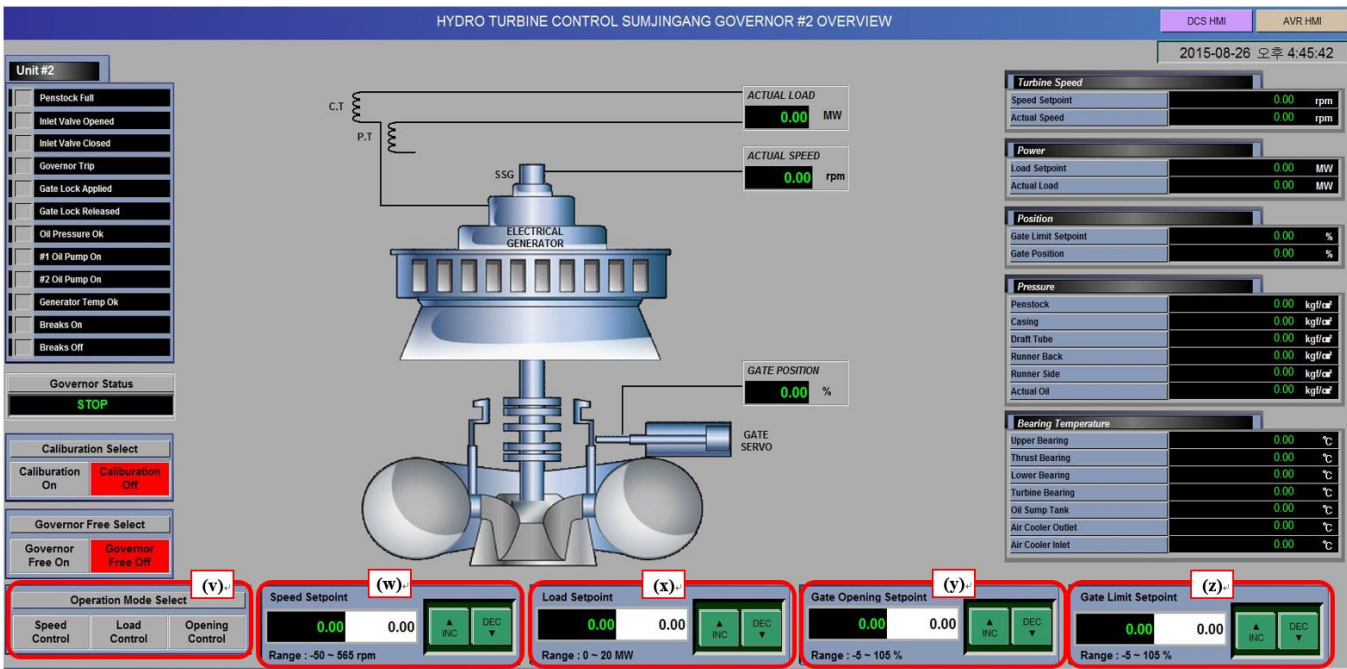 HYDRO TURBINE CONTROL SUMJINGANG GOVERNOR #2 OVERVIEW
DCS HMI
AVR HMI
2015-08-26 오후 4:45:42
Unit #2
Penstock Full
Inlet Valve Opened
Inlet Valve Closed
Governor Trip
Gate Lock Applied
Gate Lock Released
Oil Pressure Ok
#1 Oil Pump On
#2 Oil Pump On
Generator Temp Ok
Breaks On
Breaks Off
Governor Status
STOP
Caliburation Select
Caliburation On
Caliburation Off
Governor Free Select
Governor Free On
Governor Free Off
C.T
P.T
SSG
ELECTRICAL
GENERATOR
ACTUAL LOAD
0.00 MW
ACTUAL SPEED
0.00 rpm
GATE POSITION
0.00 %
GATE
SERVO
Turbine Speed
Speed Setpoint 0.00 rpm
Actual Speed 0.00 rpm
Power
Load Setpoint 0.00 MW
Actual Load 0.00 MW
Position
Gate Limit Setpoint 0.00 %
Gate Position 0.00 %
Pressure
Penstock 0.00 kgf/㎠
Casing 0.00 kgf/㎠
Draft Tube 0.00 kgf/㎠
Runner Back 0.00 kgf/㎠
Runner Side 0.00 kgf/㎠
Actual Oil 0.00 kgf/㎠
Bearing Temperature
Upper Bearing 0.00 ℃
Thrust Bearing 0.00 ℃
Lower Bearing 0.00 ℃
Turbine Bearing 0.00 ℃
Oil Sump Tank 0.00 ℃
Air Cooler Outlet 0.00 ℃
Air Cooler Inlet 0.00 ℃
(v)
Operation Mode Select
Speed Control
Load Control
Opening Control
(w)
Speed Setpoint
0.00 0.00
▲ INC
DEC ▼
Range : -50 ~ 565 rpm
(x)
Load Setpoint
0.00 0.00
▲ INC
DEC ▼
Range : 0 ~ 20 MW
(y)
Gate Opening Setpoint
0.00 0.00
▲ INC
DEC ▼
Range : -5 ~ 105 %
(z)
Gate Limit Setpoint
0.00 0.00
▲ INC
DEC ▼
Range : -5 ~ 105 %